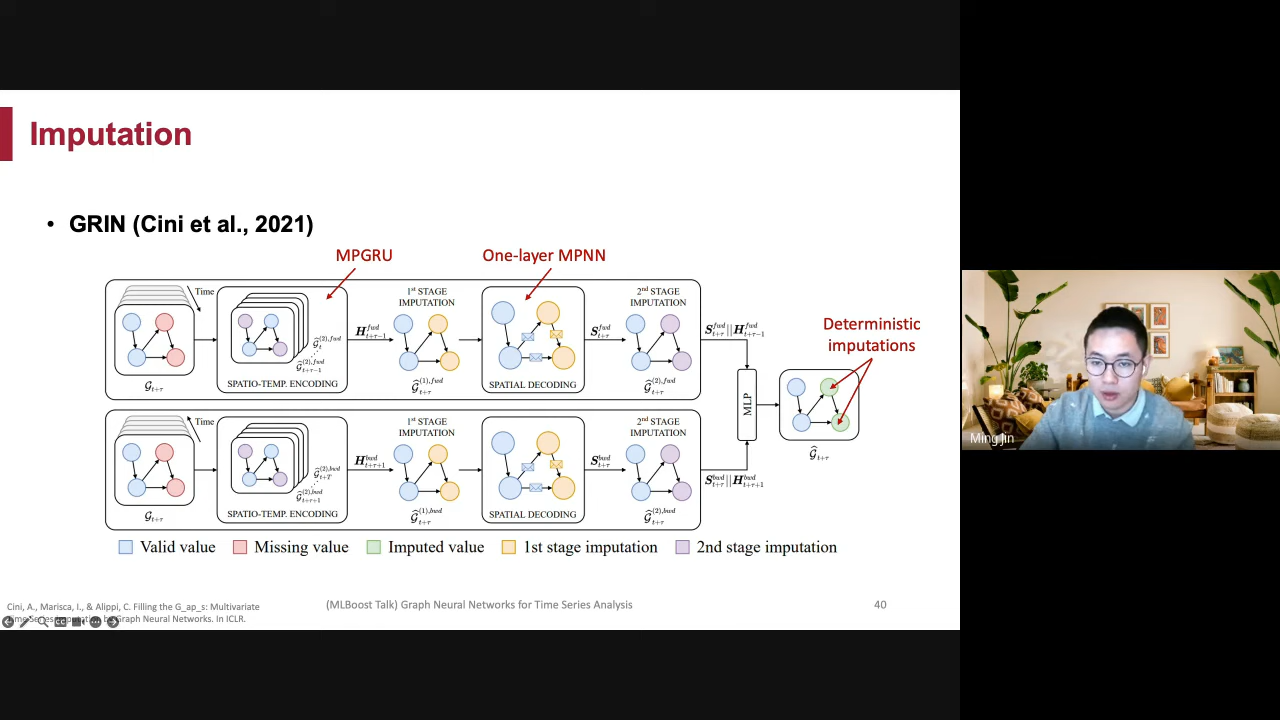 Imputation
• GRIN (Cini et al., 2021)
MPGRU
One-layer MPNN
Deterministic
imputations
Time
1st STAGE
IMPUTATION
2nd STAGE
IMPUTATION
SPATIO-TEMP. ENCODING
SPATIAL DECODING
MLP
Time
1st STAGE
IMPUTATION
2nd STAGE
IMPUTATION
SPATIO-TEMP. ENCODING
SPATIAL DECODING
Valid value
Missing value
Imputed value
1st stage imputation
2nd stage imputation
Cini, A., Marisca, I., & Alippi, C. Filling the G_ap_s: Multivariate
Graph Neural Networks. In ICLR.
(MLBoost Talk) Graph Neural Networks for Time Series Analysis
40
Ming Jin